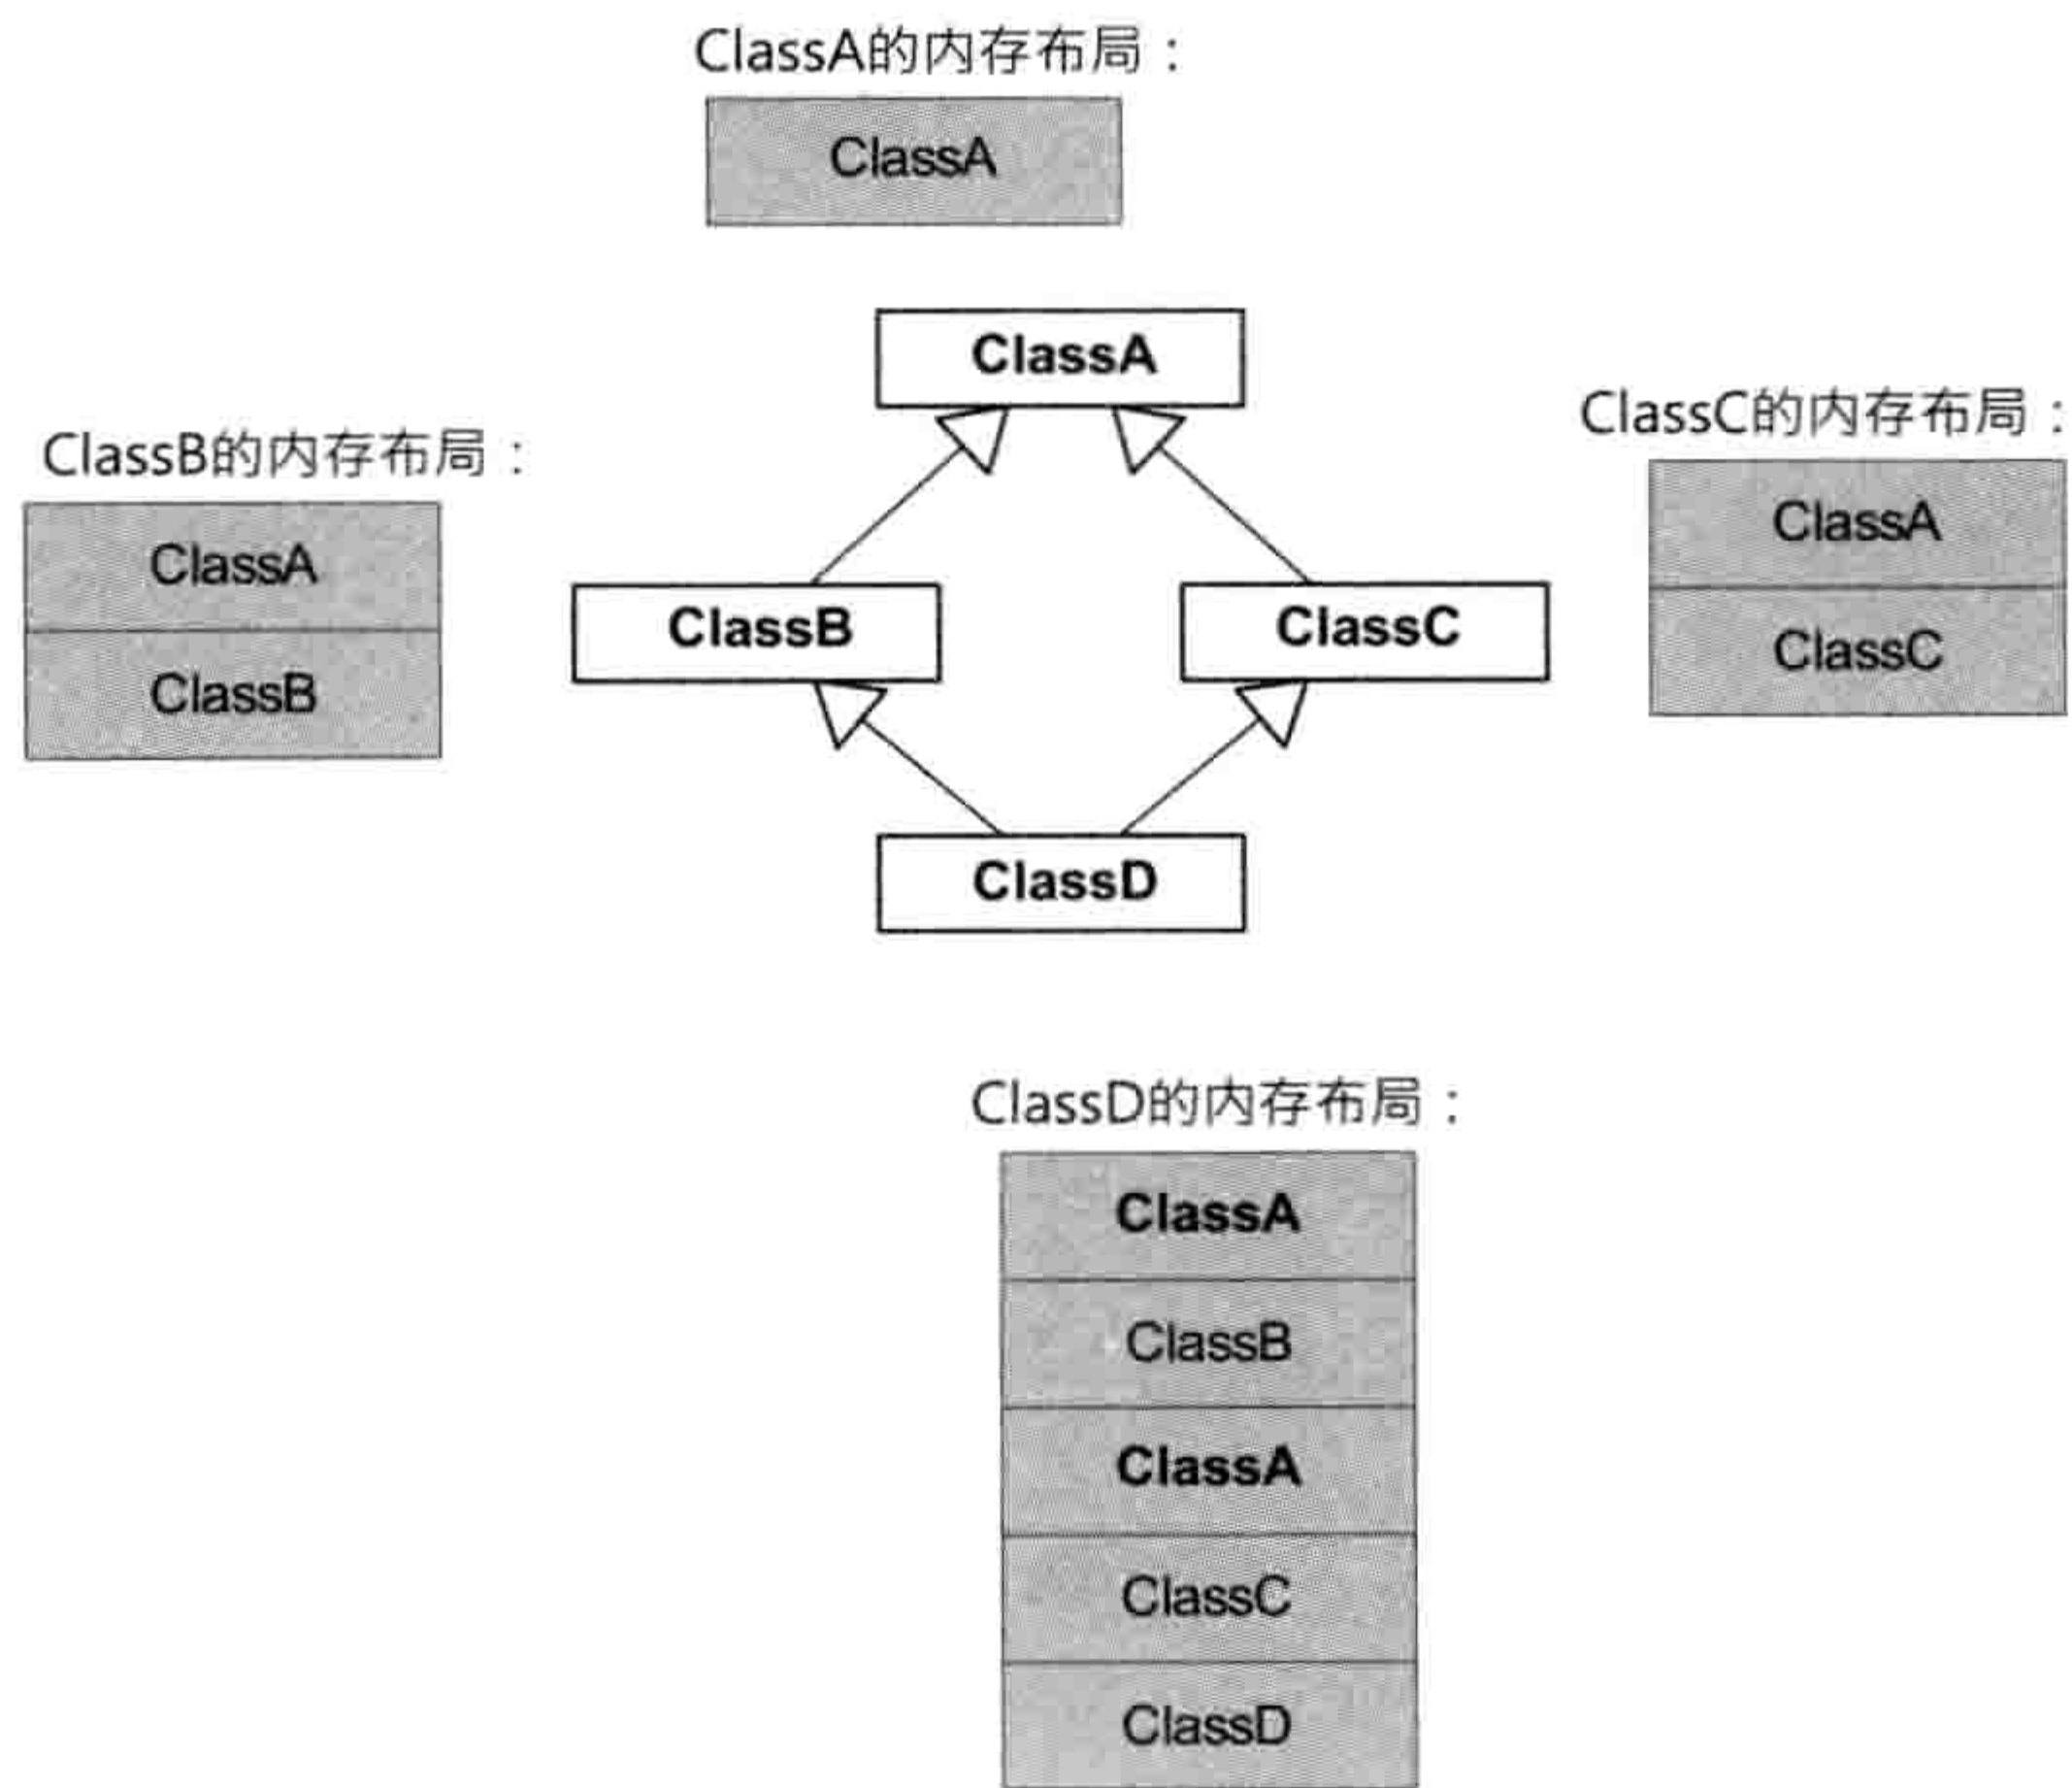 ClassA的内存布局：
ClassA
ClassA
ClassB的内存布局：
ClassA
ClassB
ClassB
ClassC
ClassC的内存布局：
ClassA
ClassC
ClassD
ClassD的内存布局：
ClassA
ClassB
ClassA
ClassC
ClassD